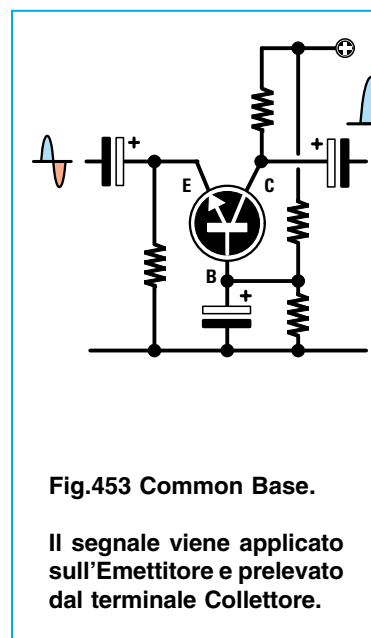 +
+
E
C
B
+
Fig.453 Common Base.
Il segnale viene applicato
sull'Emettitore e prelevato
dal terminale Collettore.